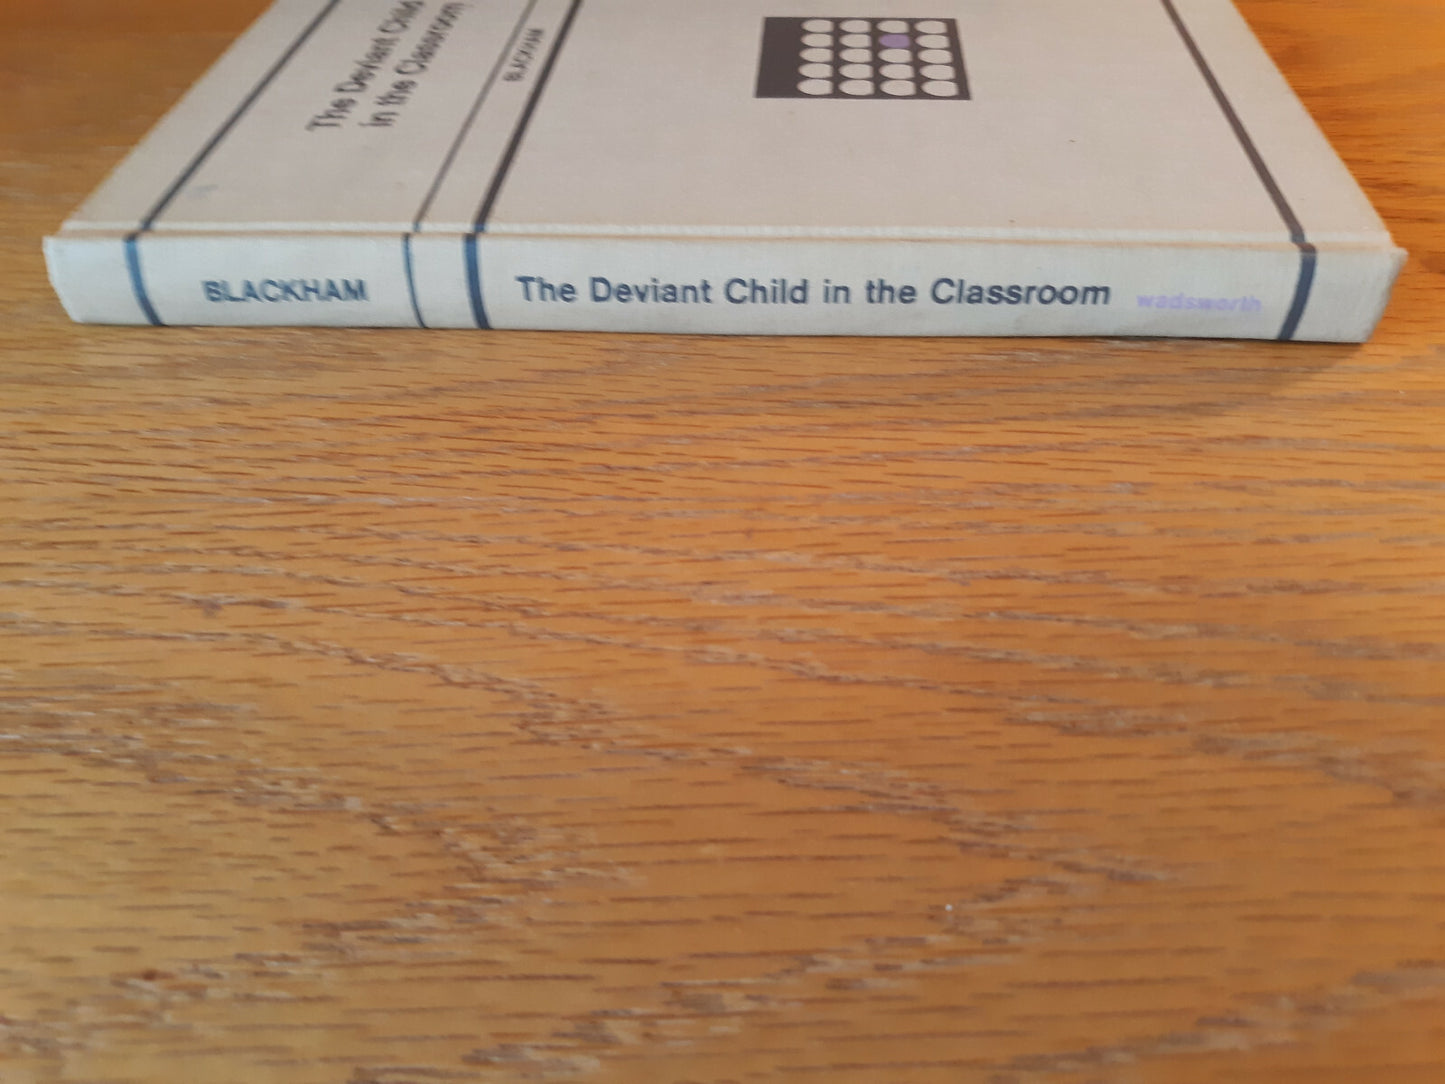 The Deviant Child
in the Classroom
BLACKHAM
BLACKHAM
The Deviant Child in the Classroom
wadsworth